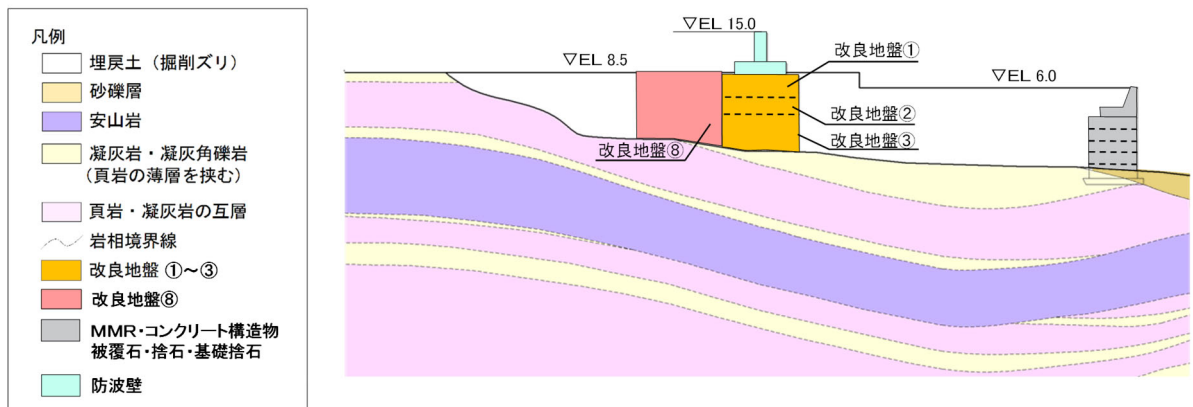 凡例
埋戻土（掘削ズリ）
砂礫層
安山岩
凝灰岩・凝灰角礫岩
（頁岩の薄層を挟む）
頁岩・凝灰岩の互層
岩相境界線
改良地盤 ①～③
改良地盤⑧
MMR・コンクリート構造物
被覆石・捨石・基礎捨石
防波壁
▽EL 15.0
改良地盤①
▽EL 8.5
▽EL 6.0
改良地盤②
改良地盤③
改良地盤⑧